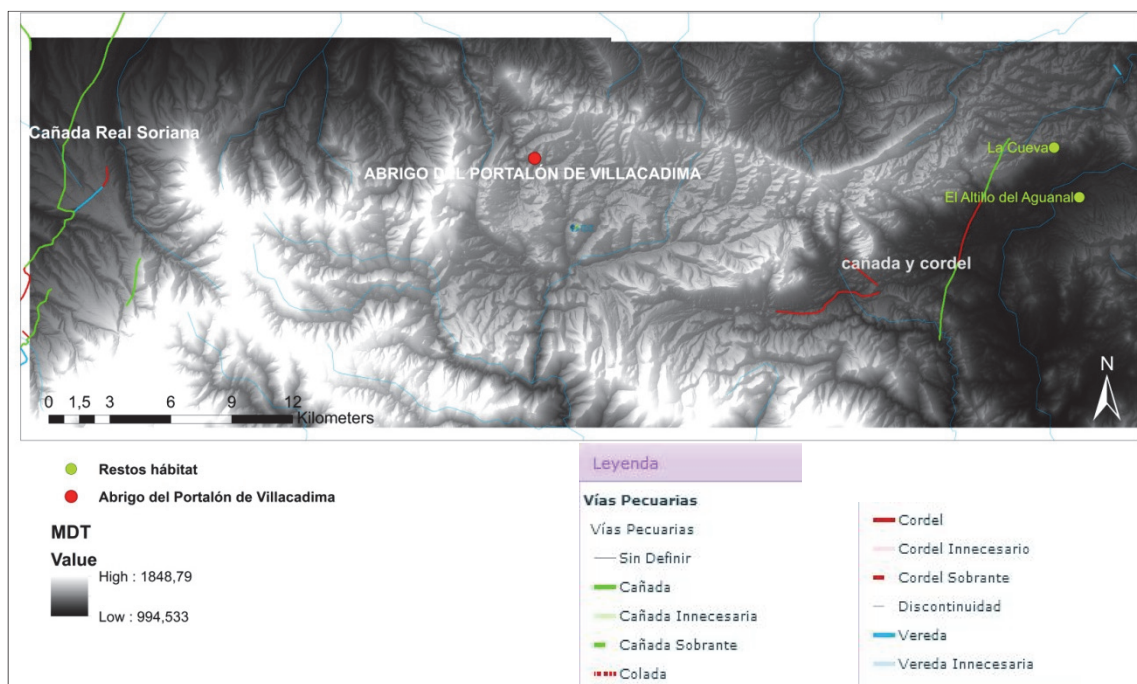 Cañada Real Soriana
La Cueva
ABRIGO DEL PORTALÓN DE VILLACADIMA
El Altillo del Aguanal
cañada y cordel
N
0 1,5 3 6 9 12
Kilometers
Restos hábitat
Abrigo del Portalón de Villacadima
MDT
Value
High : 1848,79
Low : 994,533
Leyenda
Vías Pecuarias
Vías Pecuarias
Sin Definir
Cañada
Cañada Innecesaria
Cañada Sobrante
Colada
Cordel
Cordel Innecesario
Cordel Sobrante
Discontinuidad
Vereda
Vereda Innecesaria